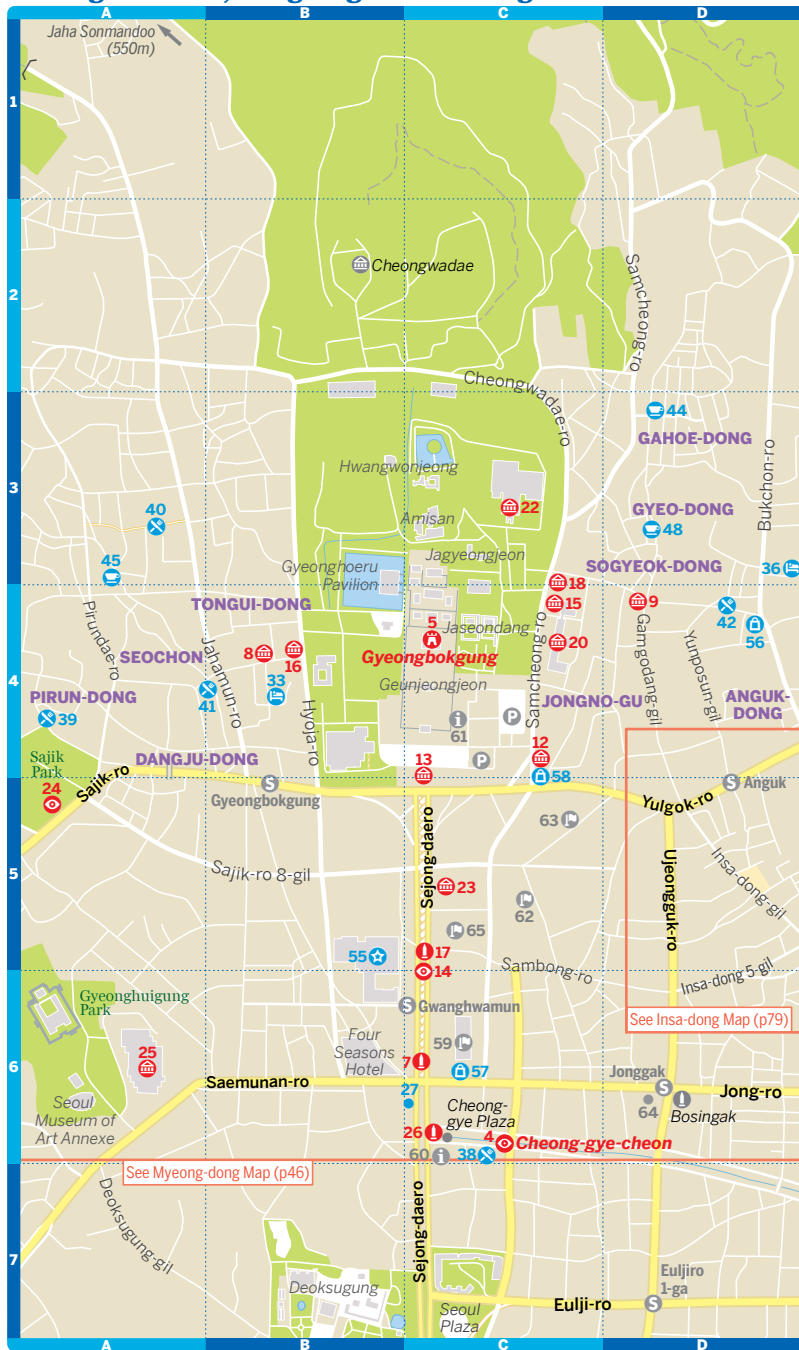 A
B
C
D
Jaha Sonmandoo
(550m)
1
Cheongwadae
2
Samcheong-ro
Cheongwadae-ro
44
GAHOE-DONG
Bukchon-ro
Hwangwonjeong
3
22
40
Amisan
GYEO-DONG
48
Jagyeongjeon
45
Gyeonghoeru
Pavilion
SOGYEOK-DONG
36
18
TONGUI-DONG
15
9
42
56
Pirundae-ro
5
Jaseondang
20
Gamgodang-gil
Yunposun-gil
SEOCHON
Jahamun-ro
8
16
Gyeongbokgung
4
Geunjeongjeon
Samcheong-ro
PIRUN-DONG
41
33
Hyoja-ro
JONGNO-GU
ANGUK-
DONG
39
61
P
Sajik
Park
DANGJU-DONG
13
P
12
58
24
Sajik-ro
S
Gyeongbokgung
S
Anguk
Yulgok-ro
Sejong-daero
63
5
Sajik-ro 8-gil
23
62
Ujeongguk-ro
Insa-dong-gil
65
17
55
14
Sambong-ro
Insa-dong 5-gil
Gyeonghuigung
Park
S
Gwanghwamun
See Insa-dong Map (p79)
Four
Seasons
Hotel
59
25
7
6
57
Jonggak
S
Saemunan-ro
27
Jong-ro
Seoul
Museum of
Art Annexe
Cheong-
gye Plaza
64
Bosingak
26
4
Cheong-gye-cheon
60
38
See Myeong-dong Map (p46)
Deoksugung-gil
Sejong-daero
7
Deoksugung
Euljiro
1-ga
Seoul
Plaza
Eulji-ro
S
A
B
C
D